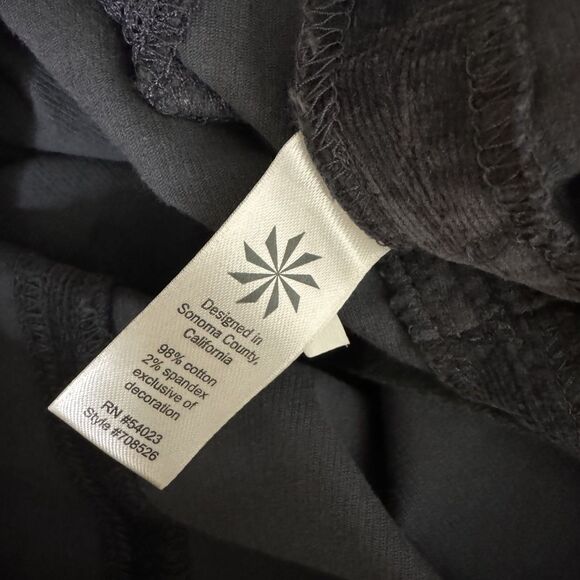 Designed in
Sonoma County,
California
98% cotton
2% spandex
exclusive of
decoration
RN #54023
Style #708526